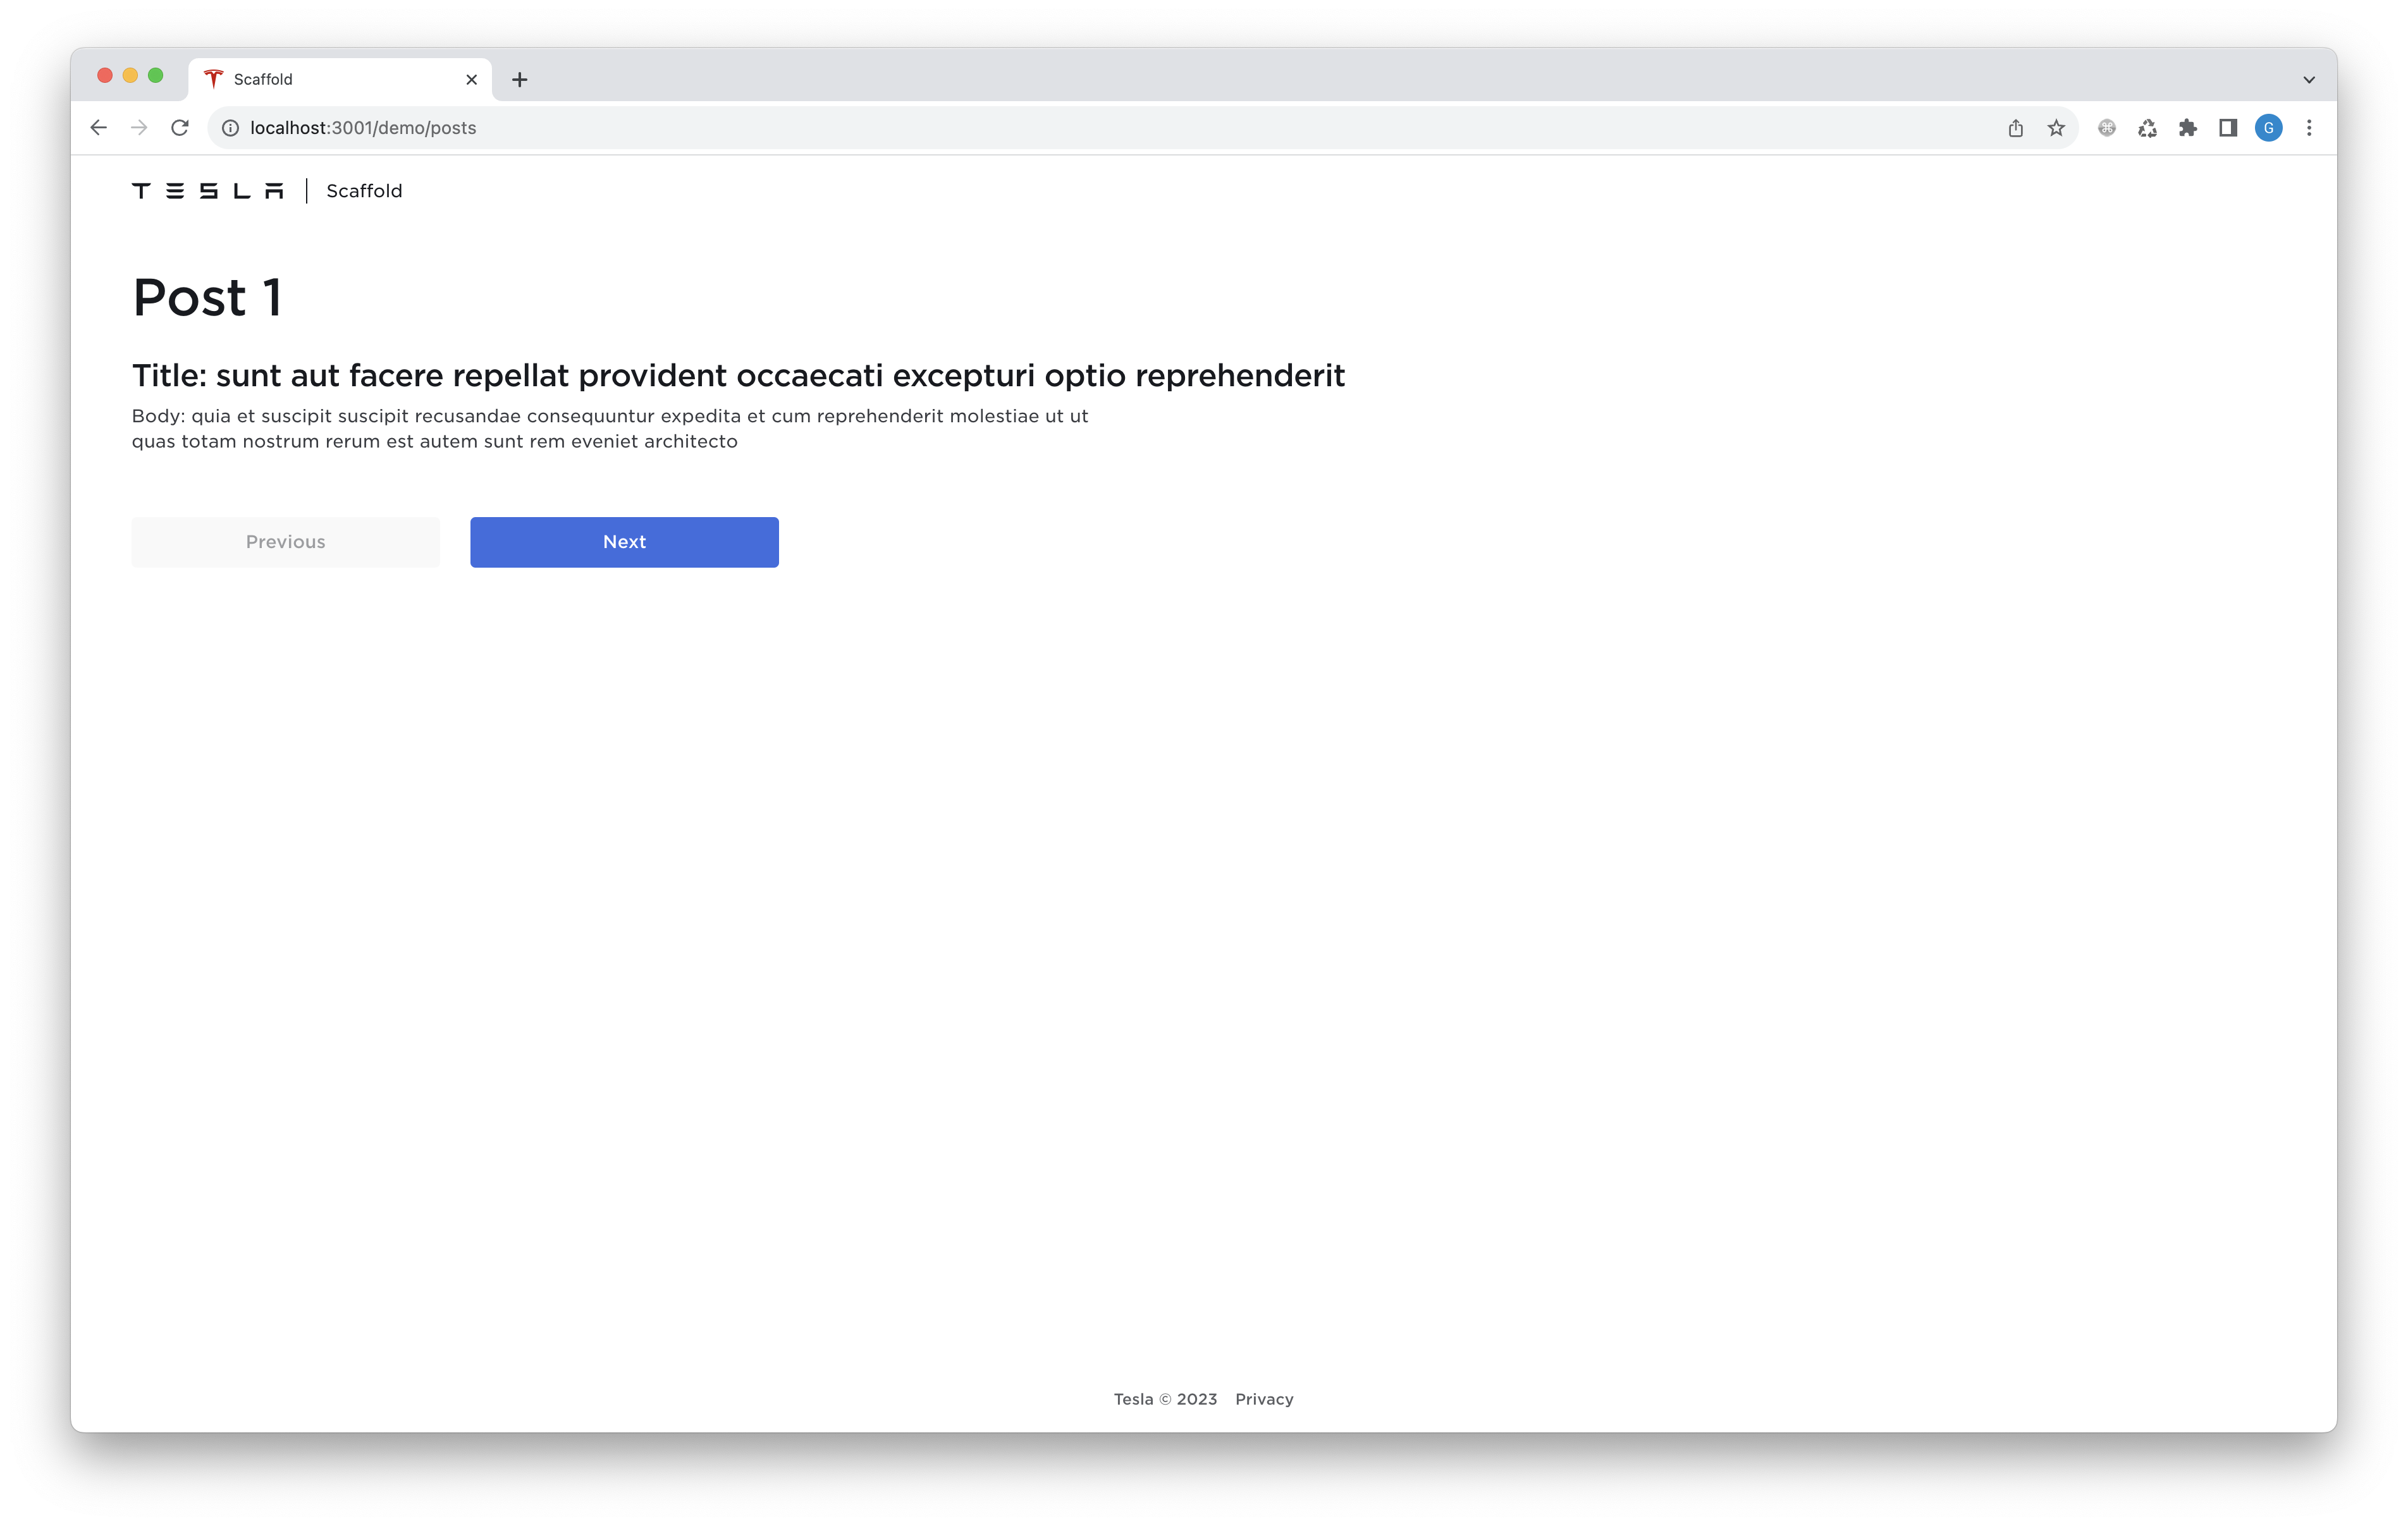 Scaffold
localhost:3001/demo/posts
G
TESLA | Scaffold
Post 1
Title: sunt aut facere repellat provident occaecati excepturi optio reprehenderit
Body: quia et suscipit suscipit recusandae consequuntur expedita et cum reprehenderit molestiae ut ut
quas totam nostrum rerum est autem sunt rem eveniet architecto
Previous Next
Tesla © 2023 Privacy